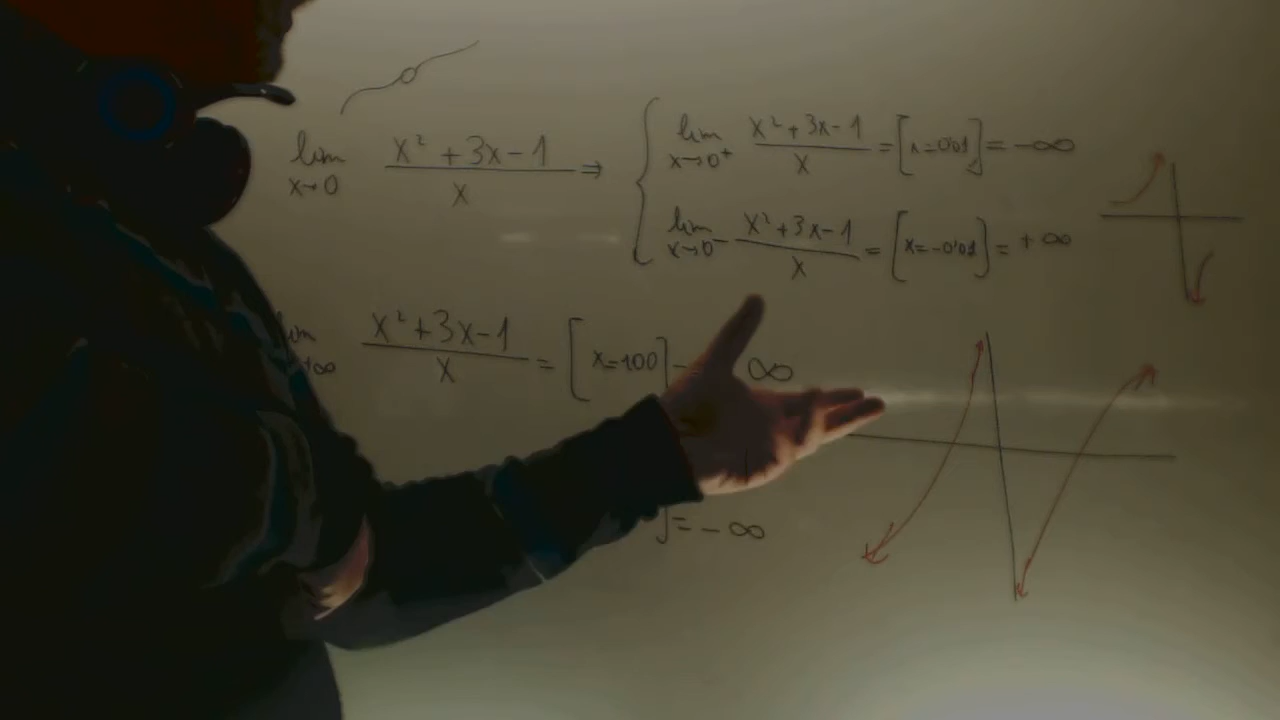 lim x→0 x² + 3x - 1 / x ⇒
lim x→0⁺ x² + 3x - 1 / x = [x = 0'01] = -∞
lim x→0⁻ x² + 3x - 1 / x = [x = -0'01] = +∞
x² + 3x - 1 / x = [x = 100] ∞
] = -∞